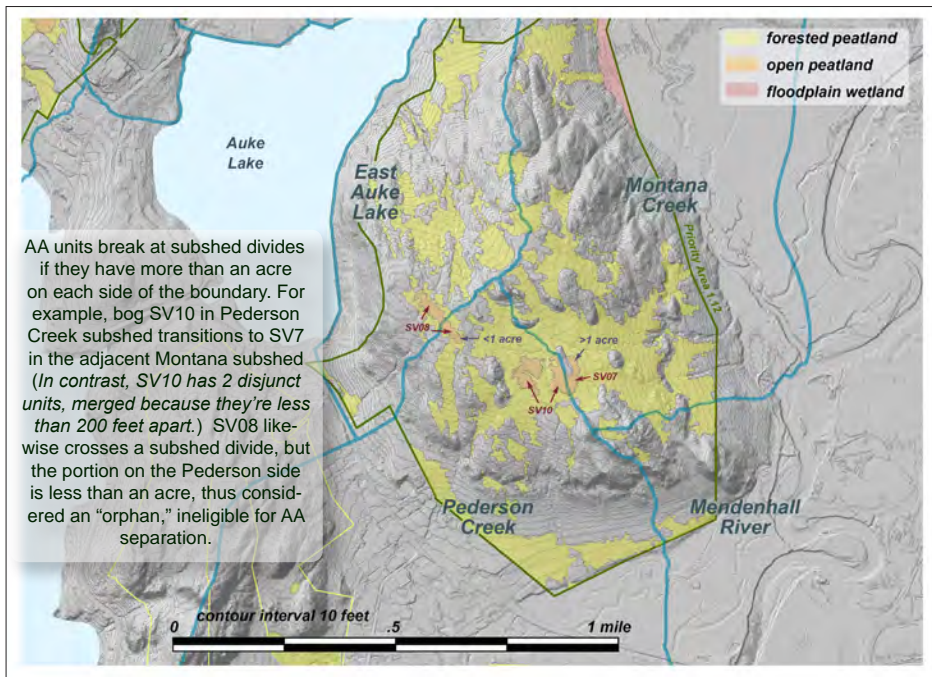 forested peatland
open peatland
floodplain wetland
Auke
Lake
East
Auke
Lake
Montana
Creek
Priority Area 1.12
AA units break at subshed divides
if they have more than an acre
on each side of the boundary. For
example, bog SV10 in Pederson
Creek subshed transitions to SV7
in the adjacent Montana subshed
(In contrast, SV10 has 2 disjunct
units, merged because they're less
than 200 feet apart.) SV08 like-
wise crosses a subshed divide, but
the portion on the Pederson side
is less than an acre, thus consid-
ered an “orphan,” ineligible for AA
separation.
SV08
<1 acre
>1 acre
SV07
SV10
Pederson
Creek
Mendenhall
River
contour interval 10 feet
0 .5 1 mile